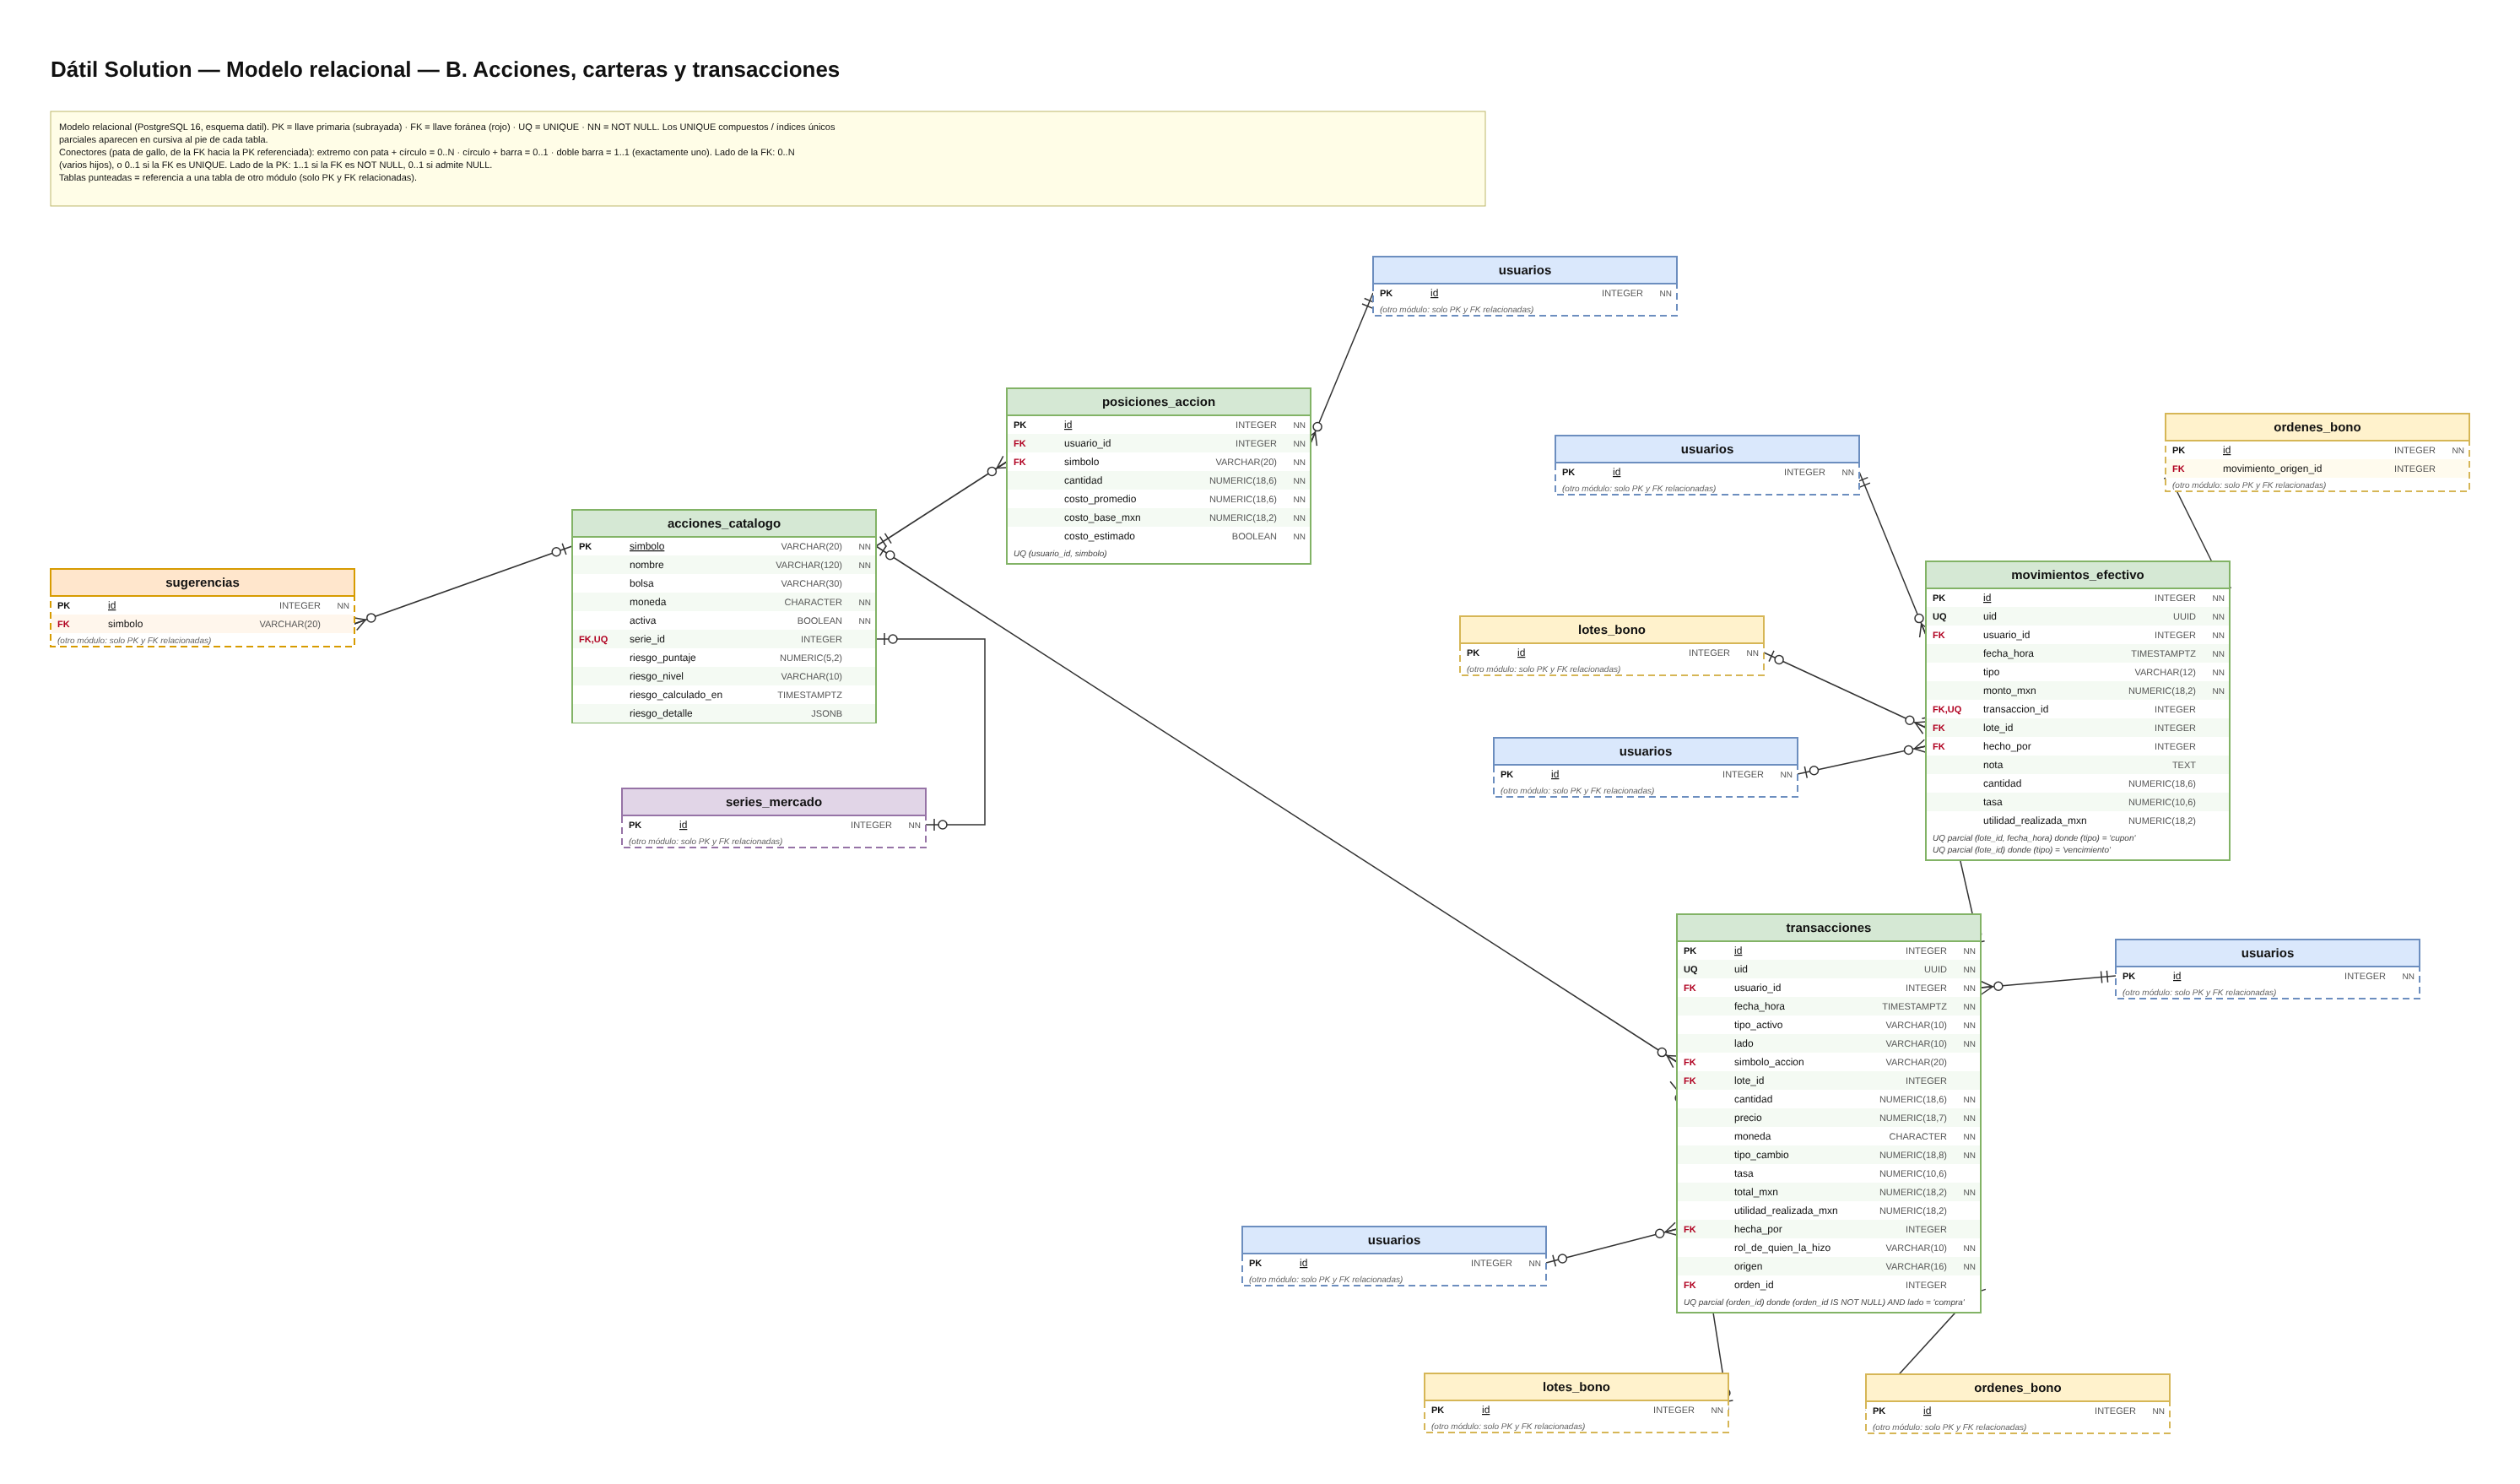 Dátil Solution — Modelo relacional — B. Acciones, carteras y transacciones
Modelo relacional (PostgreSQL 16, esquema datil). PK = llave primaria (subrayada) · FK = llave foránea (rojo) · UQ = UNIQUE · NN = NOT NULL. Los UNIQUE compuestos / índices únicos
parciales aparecen en cursiva al pie de cada tabla.
Conectores (pata de gallo, de la FK hacia la PK referenciada): extremo con pata + círculo = 0..N · círculo + barra = 0..1 · doble barra = 1..1 (exactamente uno). Lado de la FK: 0..N
(varios hijos), o 0..1 si la FK es UNIQUE. Lado de la PK: 1..1 si la FK es NOT NULL, 0..1 si admite NULL.
Tablas punteadas = referencia a una tabla de otro módulo (solo PK y FK relacionadas).
usuarios
PK id INTEGER NN
(otro módulo: solo PK y FK relacionadas)
posiciones_accion
PK id INTEGER NN
FK usuario_id INTEGER NN
FK simbolo VARCHAR(20) NN
cantidad NUMERIC(18,6) NN
costo_promedio NUMERIC(18,6) NN
costo_base_mxn NUMERIC(18,2) NN
costo_estimado BOOLEAN NN
UQ (usuario_id, simbolo)
usuarios
PK id INTEGER NN
(otro módulo: solo PK y FK relacionadas)
ordenes_bono
PK id INTEGER NN
FK movimiento_origen_id INTEGER
(otro módulo: solo PK y FK relacionadas)
acciones_catalogo
PK simbolo VARCHAR(20) NN
nombre VARCHAR(120) NN
bolsa VARCHAR(30)
moneda CHARACTER NN
activa BOOLEAN NN
FK,UQ serie_id INTEGER
riesgo_puntaje NUMERIC(5,2)
riesgo_nivel VARCHAR(10)
riesgo_calculado_en TIMESTAMPTZ
riesgo_detalle JSONB
sugerencias
PK id INTEGER NN
FK simbolo VARCHAR(20)
(otro módulo: solo PK y FK relacionadas)
movimientos_efectivo
PK id INTEGER NN
UQ uid UUID NN
FK usuario_id INTEGER NN
fecha_hora TIMESTAMPTZ NN
tipo VARCHAR(12) NN
monto_mxn NUMERIC(18,2) NN
FK,UQ transaccion_id INTEGER
FK lote_id INTEGER
FK hecho_por INTEGER
nota TEXT
cantidad NUMERIC(18,6)
tasa NUMERIC(10,6)
utilidad_realizada_mxn NUMERIC(18,2)
UQ parcial (lote_id, fecha_hora) donde (tipo) = 'cupon'
UQ parcial (lote_id) donde (tipo) = 'vencimiento'
lotes_bono
PK id INTEGER NN
(otro módulo: solo PK y FK relacionadas)
usuarios
PK id INTEGER NN
(otro módulo: solo PK y FK relacionadas)
series_mercado
PK id INTEGER NN
(otro módulo: solo PK y FK relacionadas)
transacciones
PK id INTEGER NN
UQ uid UUID NN
FK usuario_id INTEGER NN
fecha_hora TIMESTAMPTZ NN
tipo_activo VARCHAR(10) NN
lado VARCHAR(10) NN
FK simbolo_accion VARCHAR(20)
FK lote_id INTEGER
cantidad NUMERIC(18,6) NN
precio NUMERIC(18,7) NN
moneda CHARACTER NN
tipo_cambio NUMERIC(18,8) NN
tasa NUMERIC(10,6)
total_mxn NUMERIC(18,2) NN
utilidad_realizada_mxn NUMERIC(18,2)
FK hecha_por INTEGER
rol_de_quien_la_hizo VARCHAR(10) NN
origen VARCHAR(16) NN
FK orden_id INTEGER
UQ parcial (orden_id) donde (orden_id IS NOT NULL) AND lado = 'compra'
usuarios
PK id INTEGER NN
(otro módulo: solo PK y FK relacionadas)
usuarios
PK id INTEGER NN
(otro módulo: solo PK y FK relacionadas)
lotes_bono
PK id INTEGER NN
(otro módulo: solo PK y FK relacionadas)
ordenes_bono
PK id INTEGER NN
(otro módulo: solo PK y FK relacionadas)